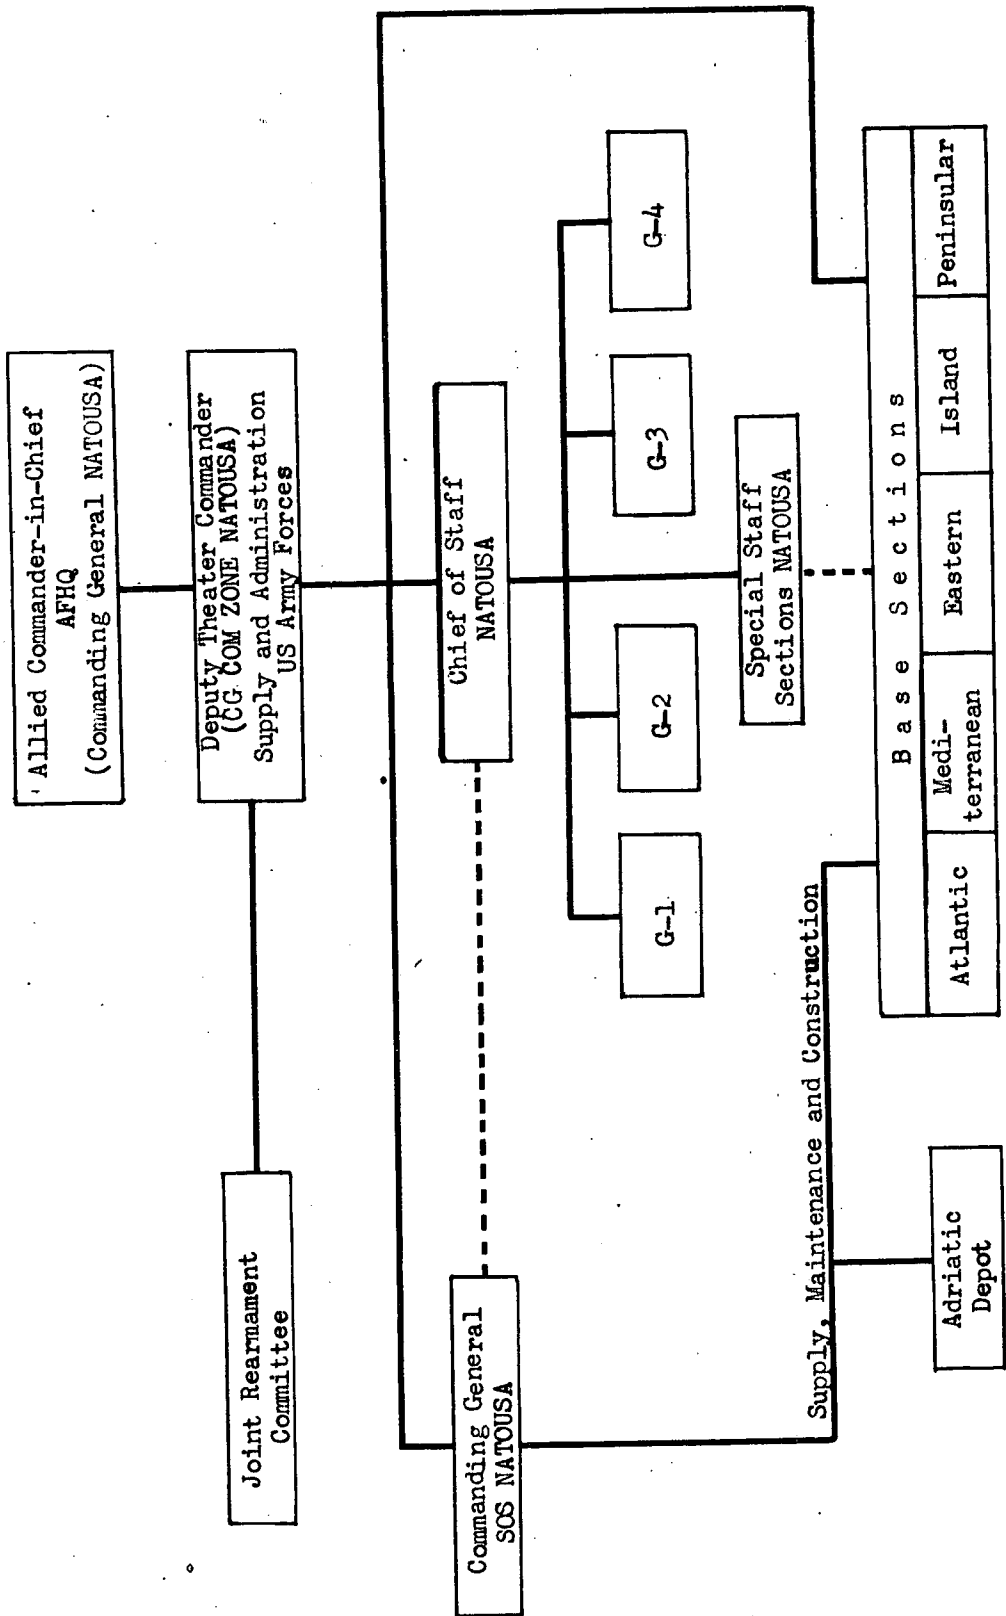 Allied Commander-in-Chief
AFHQ
(Commanding General NATOUSA)
Deputy Theater Commander
(CG COM ZONE NATOUSA)
Supply and Administration
US Army Forces
Joint Rearmament
Committee
Commanding General
SOS NATOUSA
Chief of Staff
NATOUSA
G-1
G-2
G-3
G-4
Special Staff
Sections NATOUSA
Supply, Maintenance and Construction
Base Sections
Atlantic
Medi-
terranean
Eastern
Island
Peninsular
Adriatic
Depot